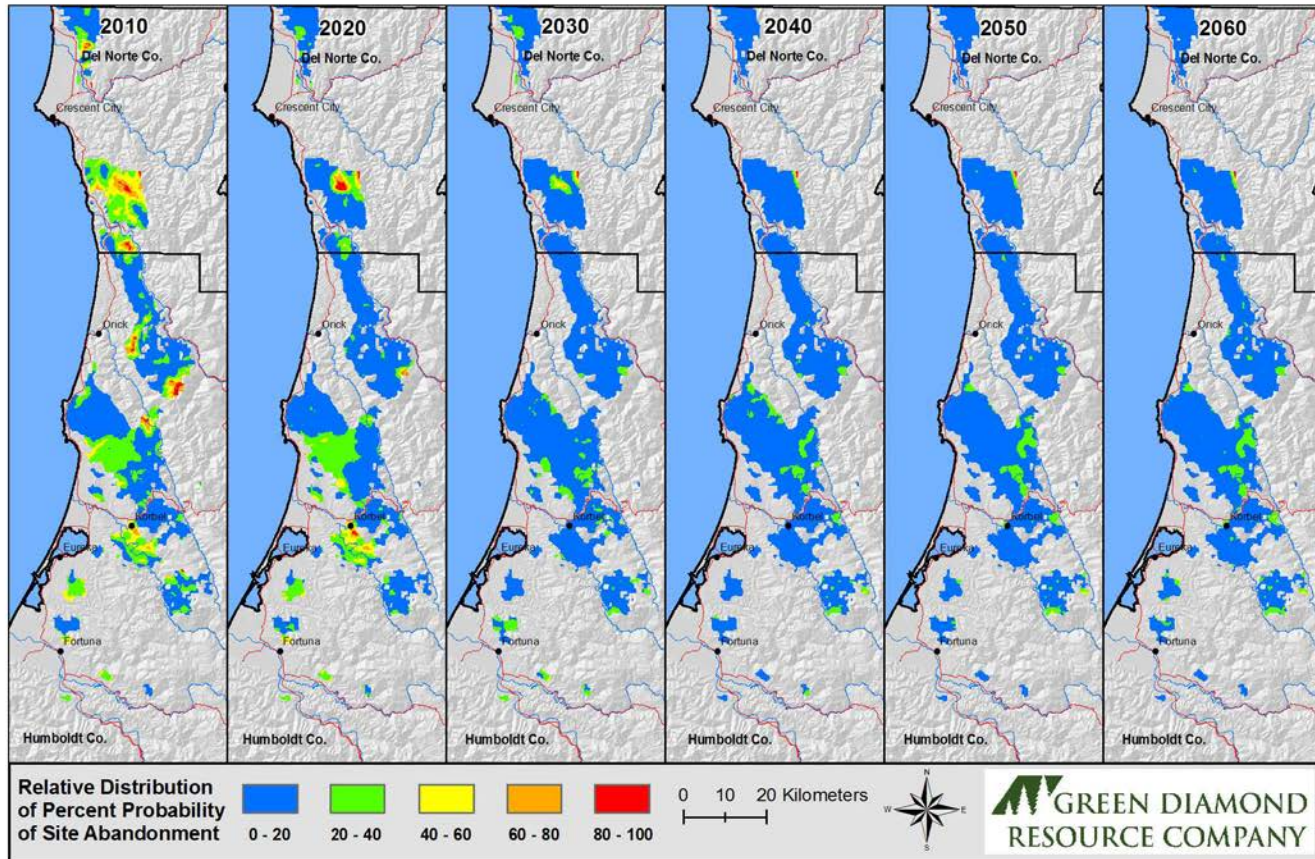 2010
Del Norte Co.
Crescent City
Orick
Korbel
Eureka
Fortuna
Humboldt Co.
2020
Del Norte Co.
Crescent City
Orick
Korbel
Eureka
Fortuna
Humboldt Co.
2030
Del Norte Co.
Crescent City
Orick
Korbel
Eureka
Fortuna
Humboldt Co.
2040
Del Norte Co.
Crescent City
Orick
Korbel
Eureka
Fortuna
Humboldt Co.
2050
Del Norte Co.
Crescent City
Orick
Korbel
Eureka
Fortuna
Humboldt Co.
2060
Del Norte Co.
Crescent City
Orick
Korbel
Eureka
Fortuna
Humboldt Co.
Relative Distribution
of Percent Probability
of Site Abandonment
0 - 20
20 - 40
40 - 60
60 - 80
80 - 100
0 10 20 Kilometers
N
W E
S
GREEN DIAMOND
RESOURCE COMPANY